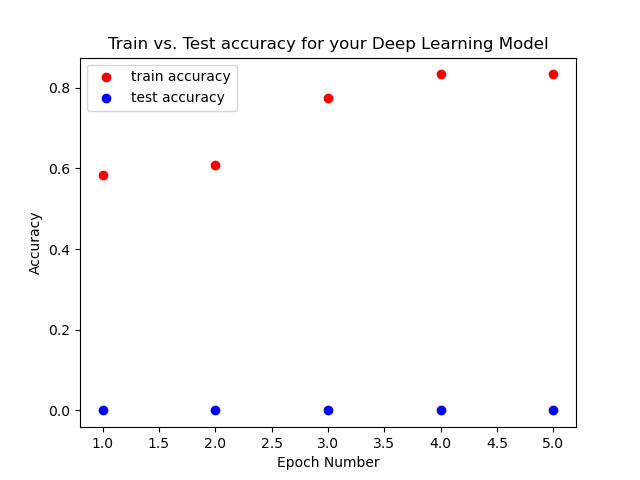 Train vs. Test accuracy for your Deep Learning Model
train accuracy
test accuracy
Accuracy
0.8
0.6
0.4
0.2
0.0
1.0 1.5 2.0 2.5 3.0 3.5 4.0 4.5 5.0
Epoch Number